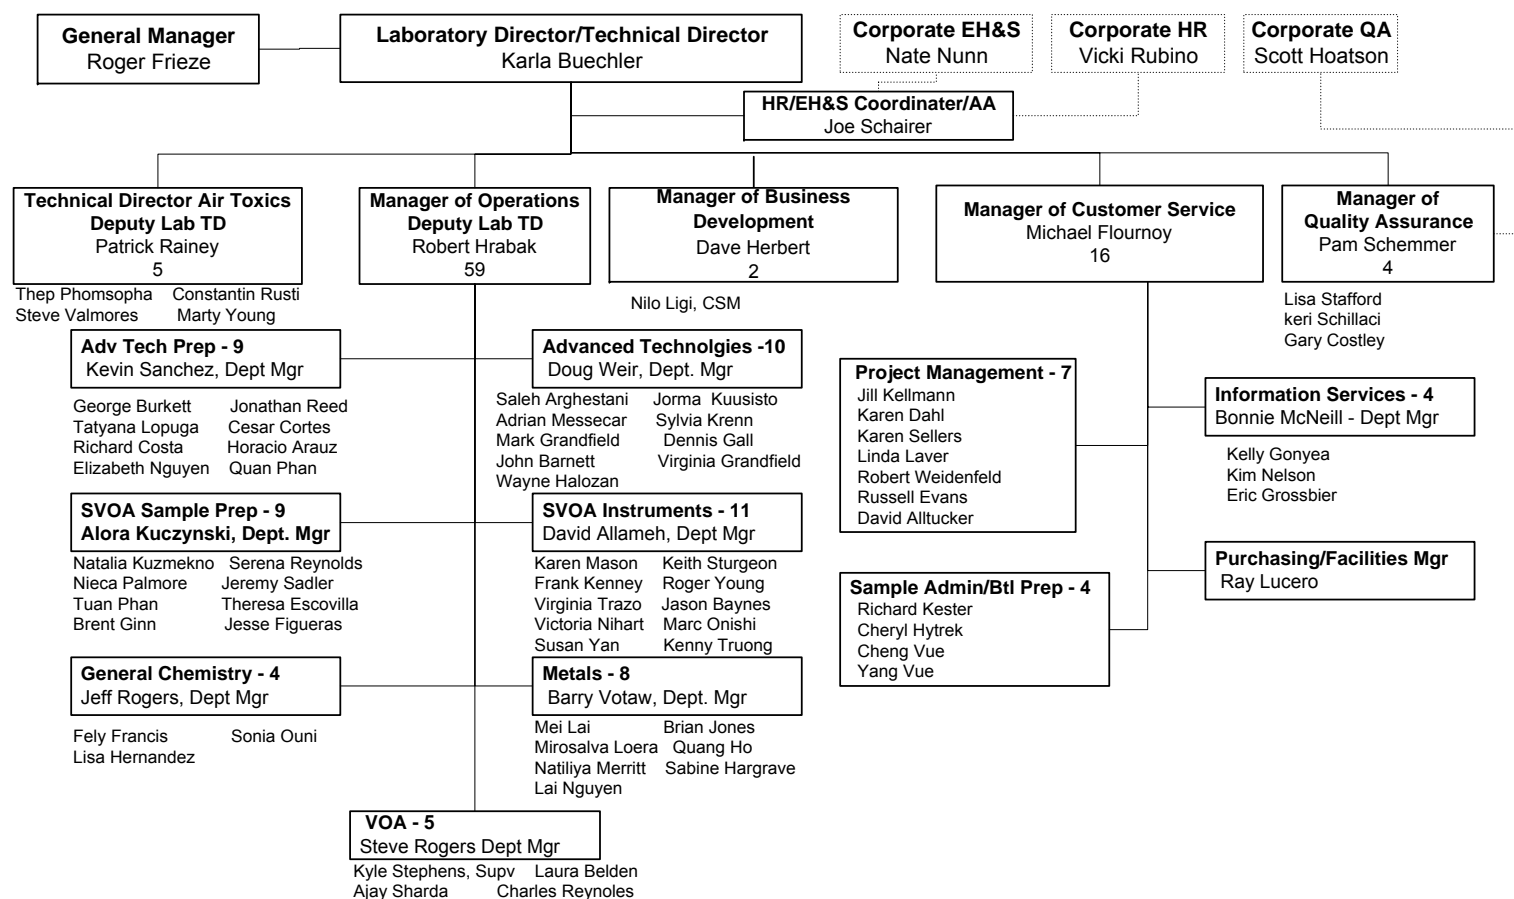 General Manager
Roger Frieze
Laboratory Director/Technical Director
Karla Buechler
Corporate EH&S
Nate Nunn
Corporate HR
Vicki Rubino
Corporate QA
Scott Hoatson
HR/EH&S Coordinater/AA
Joe Schairer
Technical Director Air Toxics
Deputy Lab TD
Patrick Rainey
5
Thep Phomsopha Constantin Rusti
Steve Valmores Marty Young
Manager of Operations
Deputy Lab TD
Robert Hrabak
59
Manager of Business
Development
Dave Herbert
2
Nilo Ligi, CSM
Manager of Customer Service
Michael Flournoy
16
Manager of
Quality Assurance
Pam Schemmer
4
Lisa Stafford
keri Schillaci
Gary Costley
Adv Tech Prep - 9
Kevin Sanchez, Dept Mgr
George Burkett Jonathan Reed
Tatyana Lopuga Cesar Cortes
Richard Costa Horacio Arauz
Elizabeth Nguyen Quan Phan
Advanced Technolgies -10
Doug Weir, Dept. Mgr
Saleh Arghestani Jorma Kuusisto
Adrian Messecar Sylvia Krenn
Mark Grandfield Dennis Gall
John Barnett Virginia Grandfield
Wayne Halozan
SVOA Sample Prep - 9
Alora Kuczynski, Dept. Mgr
Natalia Kuzmekno Serena Reynolds
Nieca Palmore Jeremy Sadler
Tuan Phan Theresa Escovilla
Brent Ginn Jesse Figueras
SVOA Instruments - 11
David Allameh, Dept Mgr
Karen Mason Keith Sturgeon
Frank Kenney Roger Young
Virginia Trazo Jason Baynes
Victoria Nihart Marc Onishi
Susan Yan Kenny Truong
General Chemistry - 4
Jeff Rogers, Dept Mgr
Fely Francis Sonia Ouni
Lisa Hernandez
Metals - 8
Barry Votaw, Dept. Mgr
Mei Lai Brian Jones
Mirosalva Loera Quang Ho
Natiliya Merritt Sabine Hargrave
Lai Nguyen
VOA - 5
Steve Rogers Dept Mgr
Kyle Stephens, Supv Laura Belden
Ajay Sharda Charles Reynoles
Project Management - 7
Jill Kellmann
Karen Dahl
Karen Sellers
Linda Laver
Robert Weidenfeld
Russell Evans
David Alltucker
Sample Admin/Btl Prep - 4
Richard Kester
Cheryl Hytrek
Cheng Vue
Yang Vue
Information Services - 4
Bonnie McNeill - Dept Mgr
Kelly Gonyea
Kim Nelson
Eric Grossbier
Purchasing/Facilities Mgr
Ray Lucero